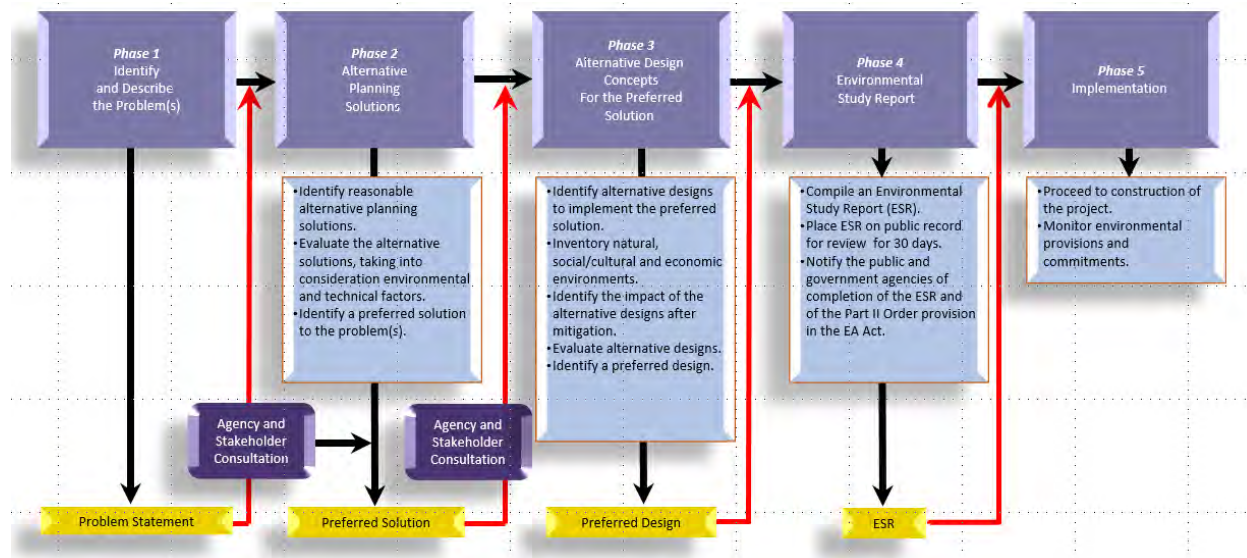 Phase 1
Identify
and Describe
the Problem(s)
Phase 2
Alternative
Planning
Solutions
Phase 3
Alternative Design
Concepts
For the Preferred
Solution
Phase 4
Environmental
Study Report
Phase 5
Implementation
•Identify reasonable
alternative planning
solutions.
•Evaluate the alternative
solutions, taking into
consideration environmental
and technical factors.
•Identify a preferred solution
to the problem(s).
•Identify alternative designs
to implement the preferred
solution.
•Inventory natural,
social/cultural and economic
environments.
•Identify the impact of the
alternative designs after
mitigation.
•Evaluate alternative designs.
•Identify a preferred design.
•Compile an Environmental
Study Report (ESR).
•Place ESR on public record
for review for 30 days.
•Notify the public and
government agencies of
completion of the ESR and
of the Part II Order provision
in the EA Act.
•Proceed to construction of
the project.
•Monitor environmental
provisions and
commitments.
Agency and
Stakeholder
Consultation
Agency and
Stakeholder
Consultation
Problem Statement
Preferred Solution
Preferred Design
ESR